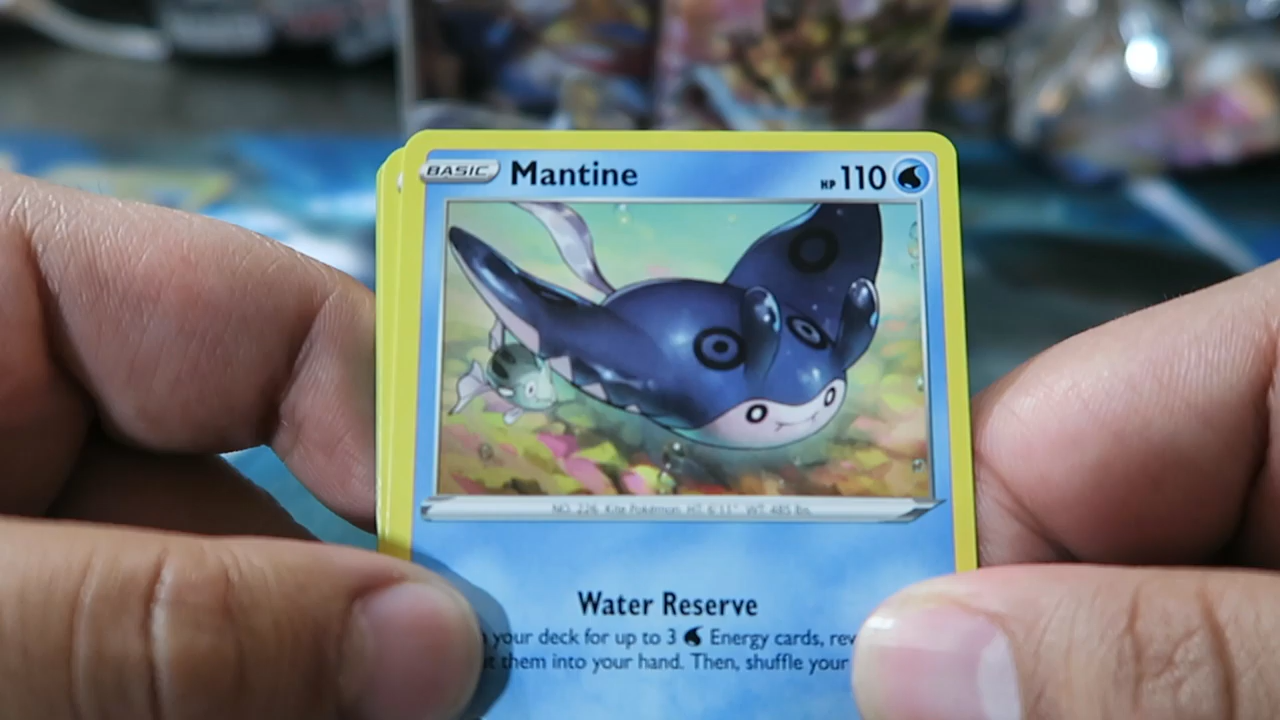 BASIC Mantine HP 110
NO. 226 Kite Pokémon HT: 6'11" WT: 485 lbs.
Water Reserve
your deck for up to 3 Energy cards,
them into your hand. Then, shuffle your